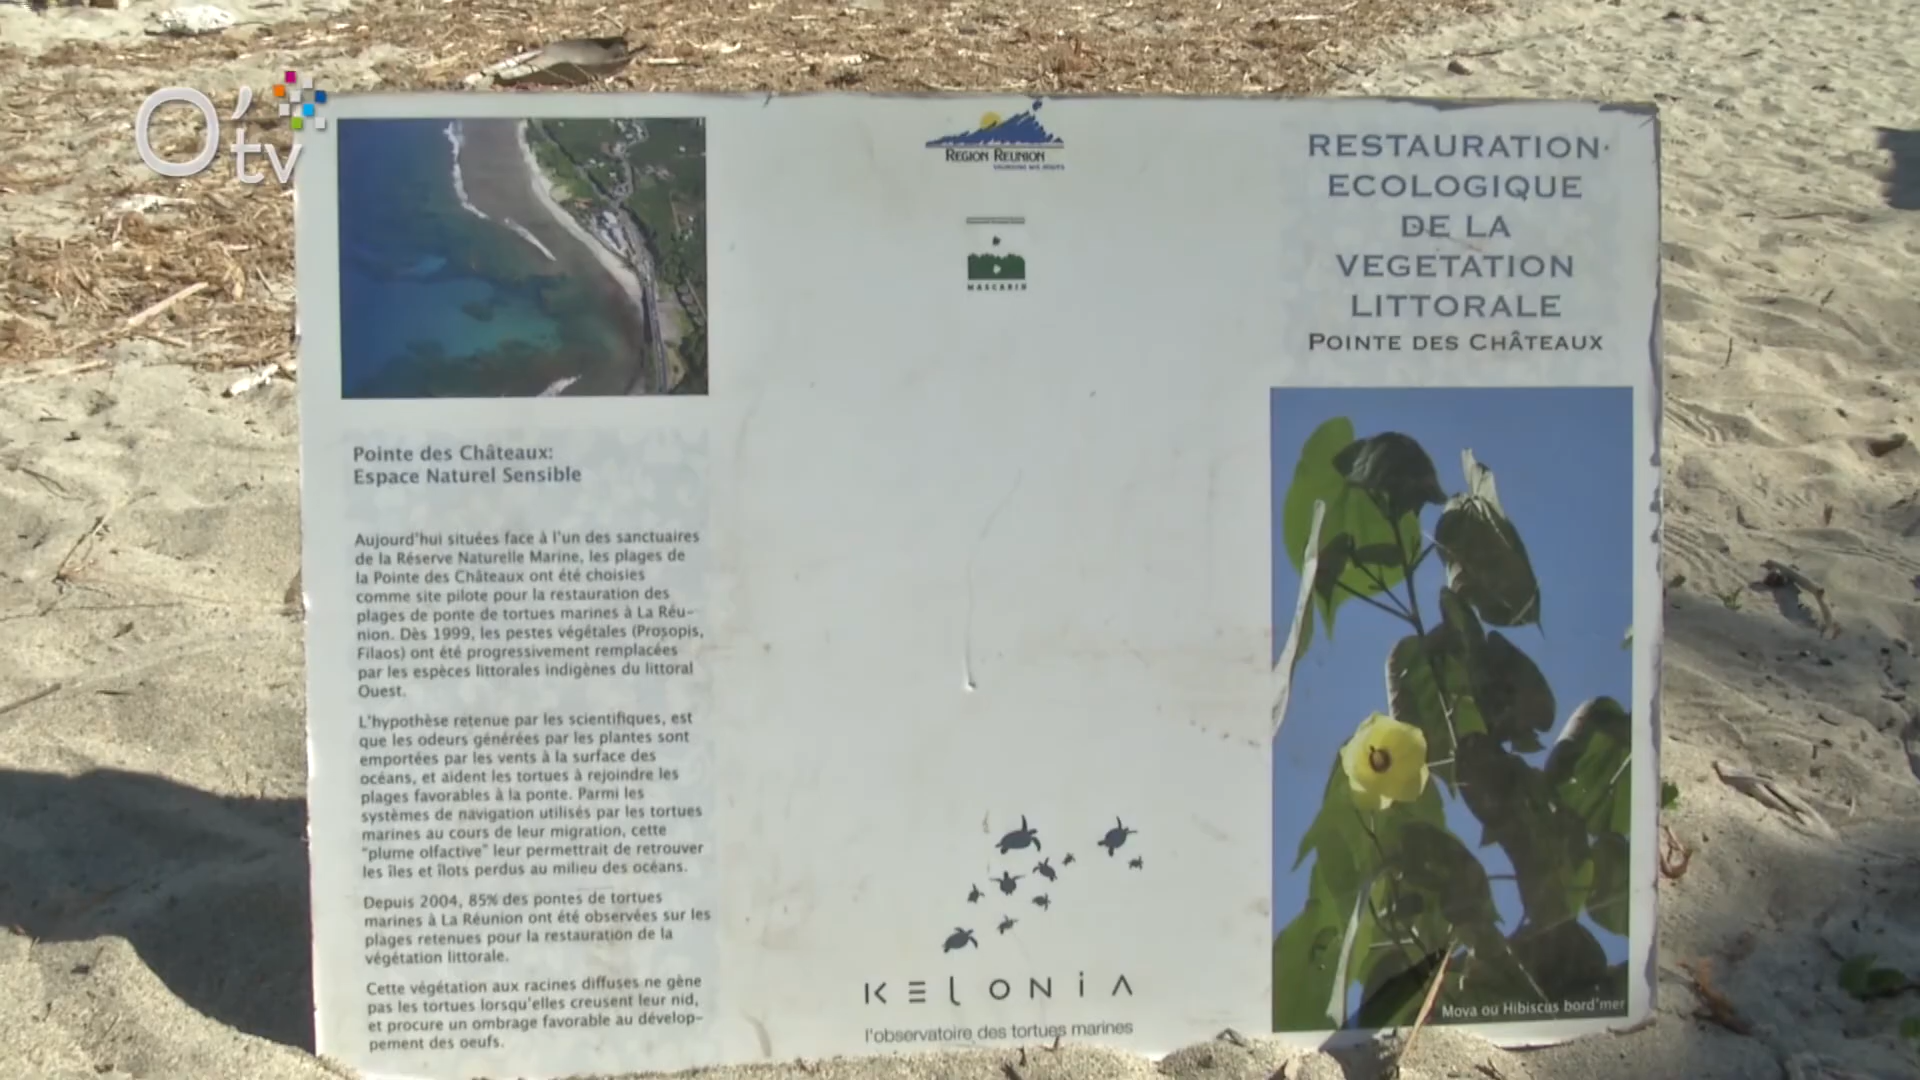 O'tv
Pointe des Châteaux:
Espace Naturel Sensible
Aujourd'hui situées face à l'un des sanctuaires
de la Réserve Naturelle Marine, les plages de
la Pointe des Châteaux ont été choisies
comme site pilote pour la restauration des
plages de ponte de tortues marines à La Réu-
nion. Dès 1999, les pestes végétales (Prosopis,
Filaos) ont été progressivement remplacées
par les espèces littorales indigènes du littoral
Ouest.
L'hypothèse retenue par les scientifiques, est
que les odeurs générées par les plantes sont
emportées par les vents à la surface des
océans, et aident les tortues à rejoindre les
plages favorables à la ponte. Parmi les
systèmes de navigation utilisés par les tortues
marines au cours de leur migration, cette
"plume olfactive" leur permettrait de retrouver
les îles et îlots perdus au milieu des océans.
Depuis 2004, 85% des pontes de tortues
marines à La Réunion ont été observées sur les
plages retenues pour la restauration de la
végétation littorale.
Cette végétation aux racines diffuses ne gène
pas les tortues lorsqu'elles creusent leur nid,
et procure un ombrage favorable au dévelop-
pement des oeufs.
REGION REUNION
MASCARIN
KELONiA
l'observatoire des tortues marines
RESTAURATION
ECOLOGIQUE
DE LA
VEGETATION
LITTORALE
POINTE DES CHÂTEAUX
Mova ou Hibiscus bord'mer